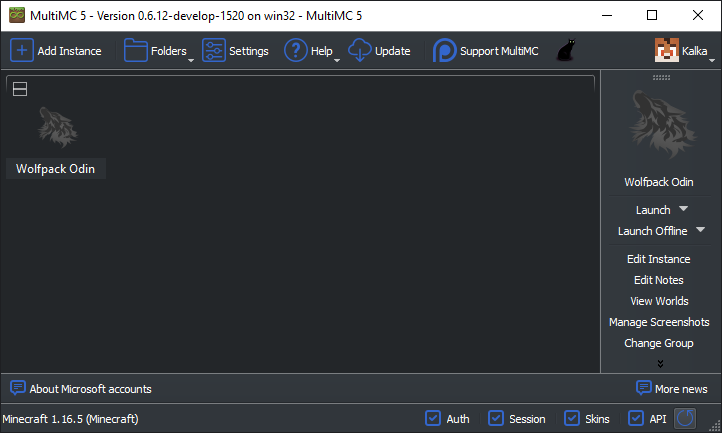 MultiMC 5 - Version 0.6.12-develop-1520 on win32 - MultiMC 5
Add Instance Folders Settings Help Update Support MultiMC Kalka
Wolfpack Odin
Wolfpack Odin
Launch
Launch Offline
Edit Instance
Edit Notes
View Worlds
Manage Screenshots
Change Group
About Microsoft accounts More news
Minecraft 1.16.5 (Minecraft) Auth Session Skins API